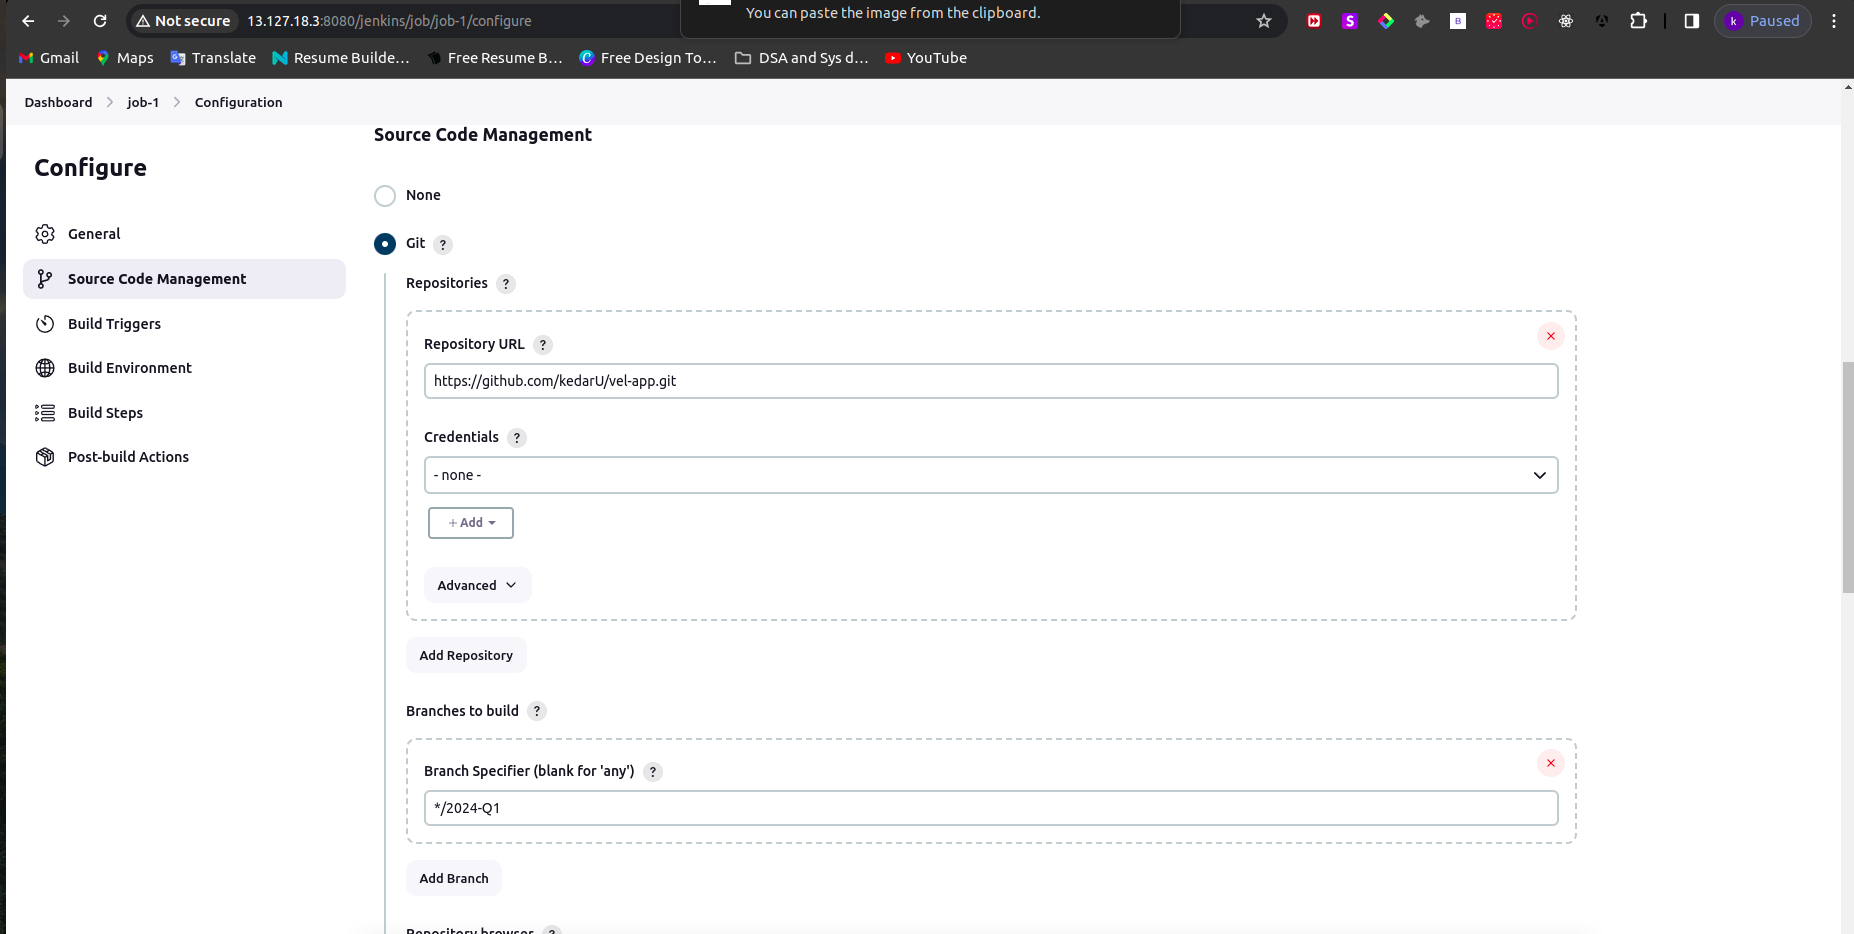 You can paste the image from the clipboard.
Not secure 13.127.18.3:8080/jenkins/job/job-1/configure
k Paused
Gmail Maps Translate Resume Builde... Free Resume B... Free Design To... DSA and Sys d... YouTube
Dashboard job-1 Configuration
Configure
General
Source Code Management
Build Triggers
Build Environment
Build Steps
Post-build Actions
Source Code Management
None
Git ?
Repositories ?
Repository URL ?
https://github.com/kedarU/vel-app.git
Credentials ?
- none -
+ Add
Advanced
Add Repository
Branches to build ?
Branch Specifier (blank for 'any') ?
*/2024-Q1
Add Branch
Repository browser ?